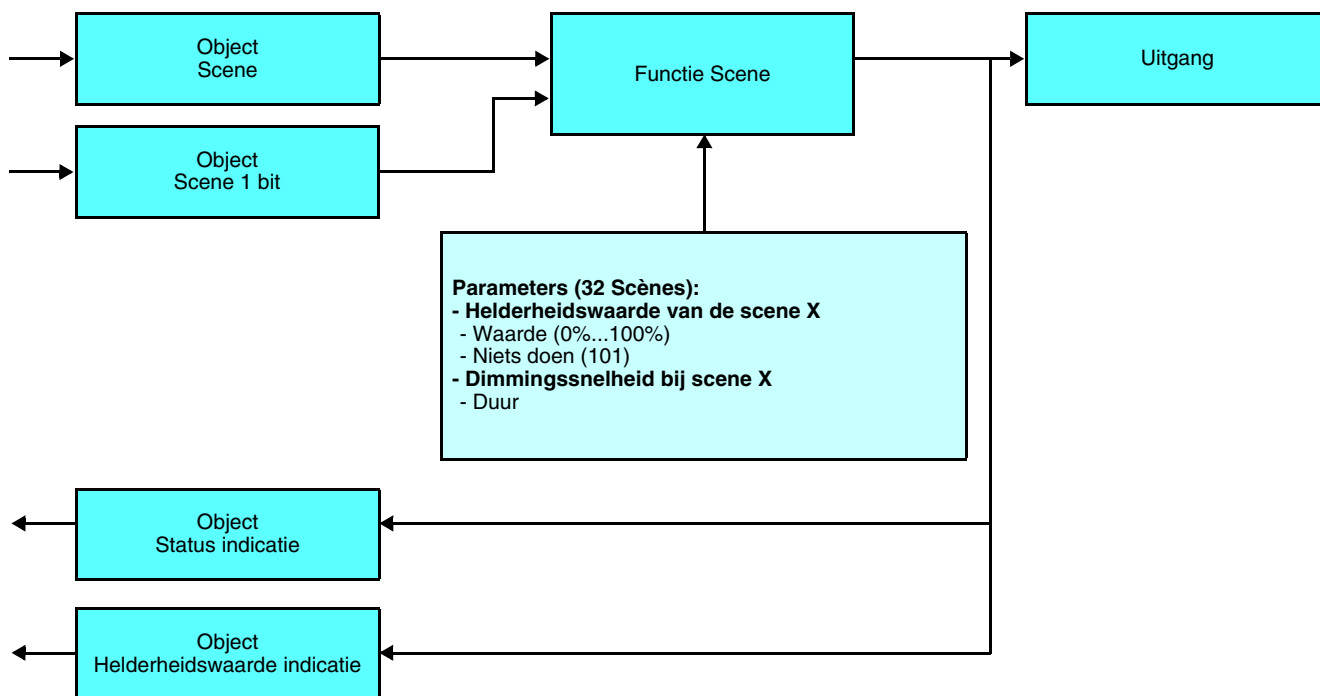 Object
Scene
Functie Scene
Uitgang
Object
Scene 1 bit
Parameters (32 Scènes):
- Helderheidswaarde van de scene X
- Waarde (0%...100%)
- Niets doen (101)
- Dimmingssnelheid bij scene X
- Duur
Object
Status indicatie
Object
Helderheidswaarde indicatie